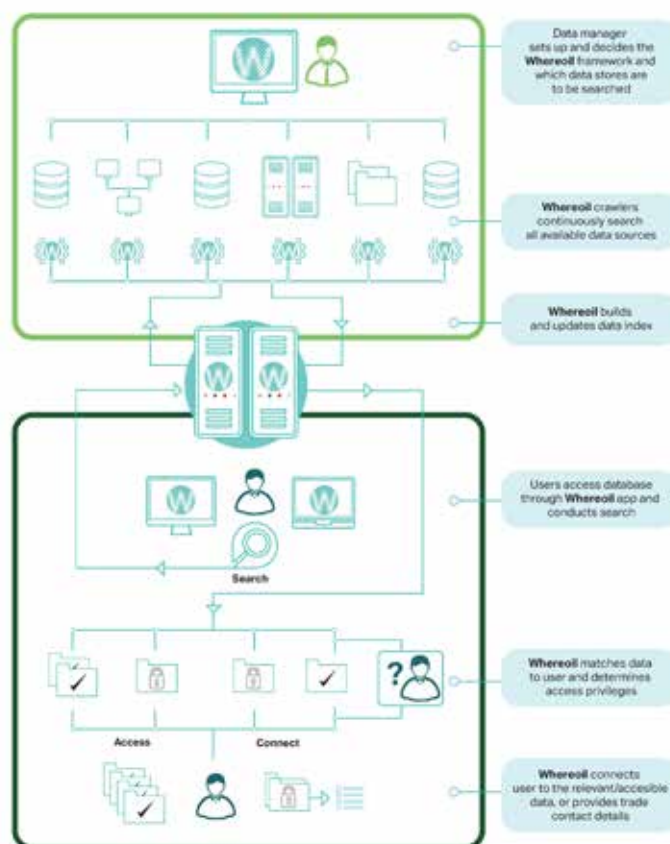 Data manager
sets up and decides the
Whereoil framework and
which data stores are
to be searched
Whereoil crawlers
continuously search
all available data sources
Whereoil builds
and updates data index
Users access database
through Whereoil app and
conducts search
Search
Whereoil matches data
to user and determines
access privileges
?
Access Connect
Whereoil connects
user to the relevant/accesible
data, or provides trade
contact details